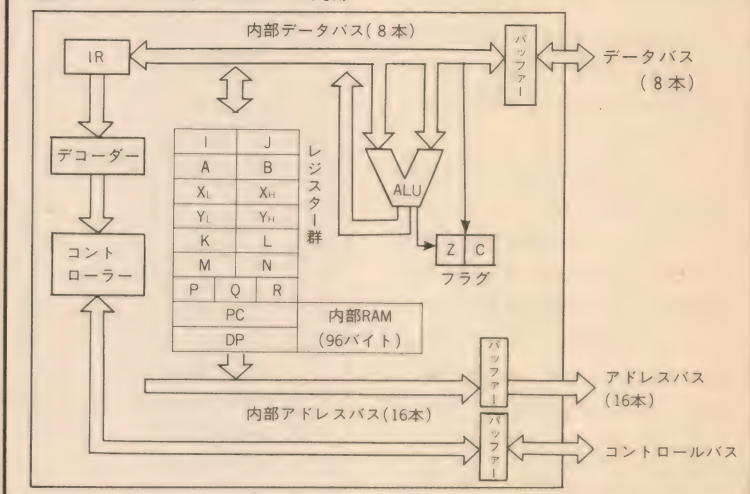 内部データバス(8本)
バッファー
データバス
(8本)
IR
デコーダー
コント
ローラー
I J
A B
XL XH
YL YH
K L
M N
P Q R
PC
DP
レジスター群
内部RAM
(96バイト)
ALU
Z C
フラグ
バッファー
アドレスバス
(16本)
内部アドレスバス(16本)
バッファー
コントロールバス